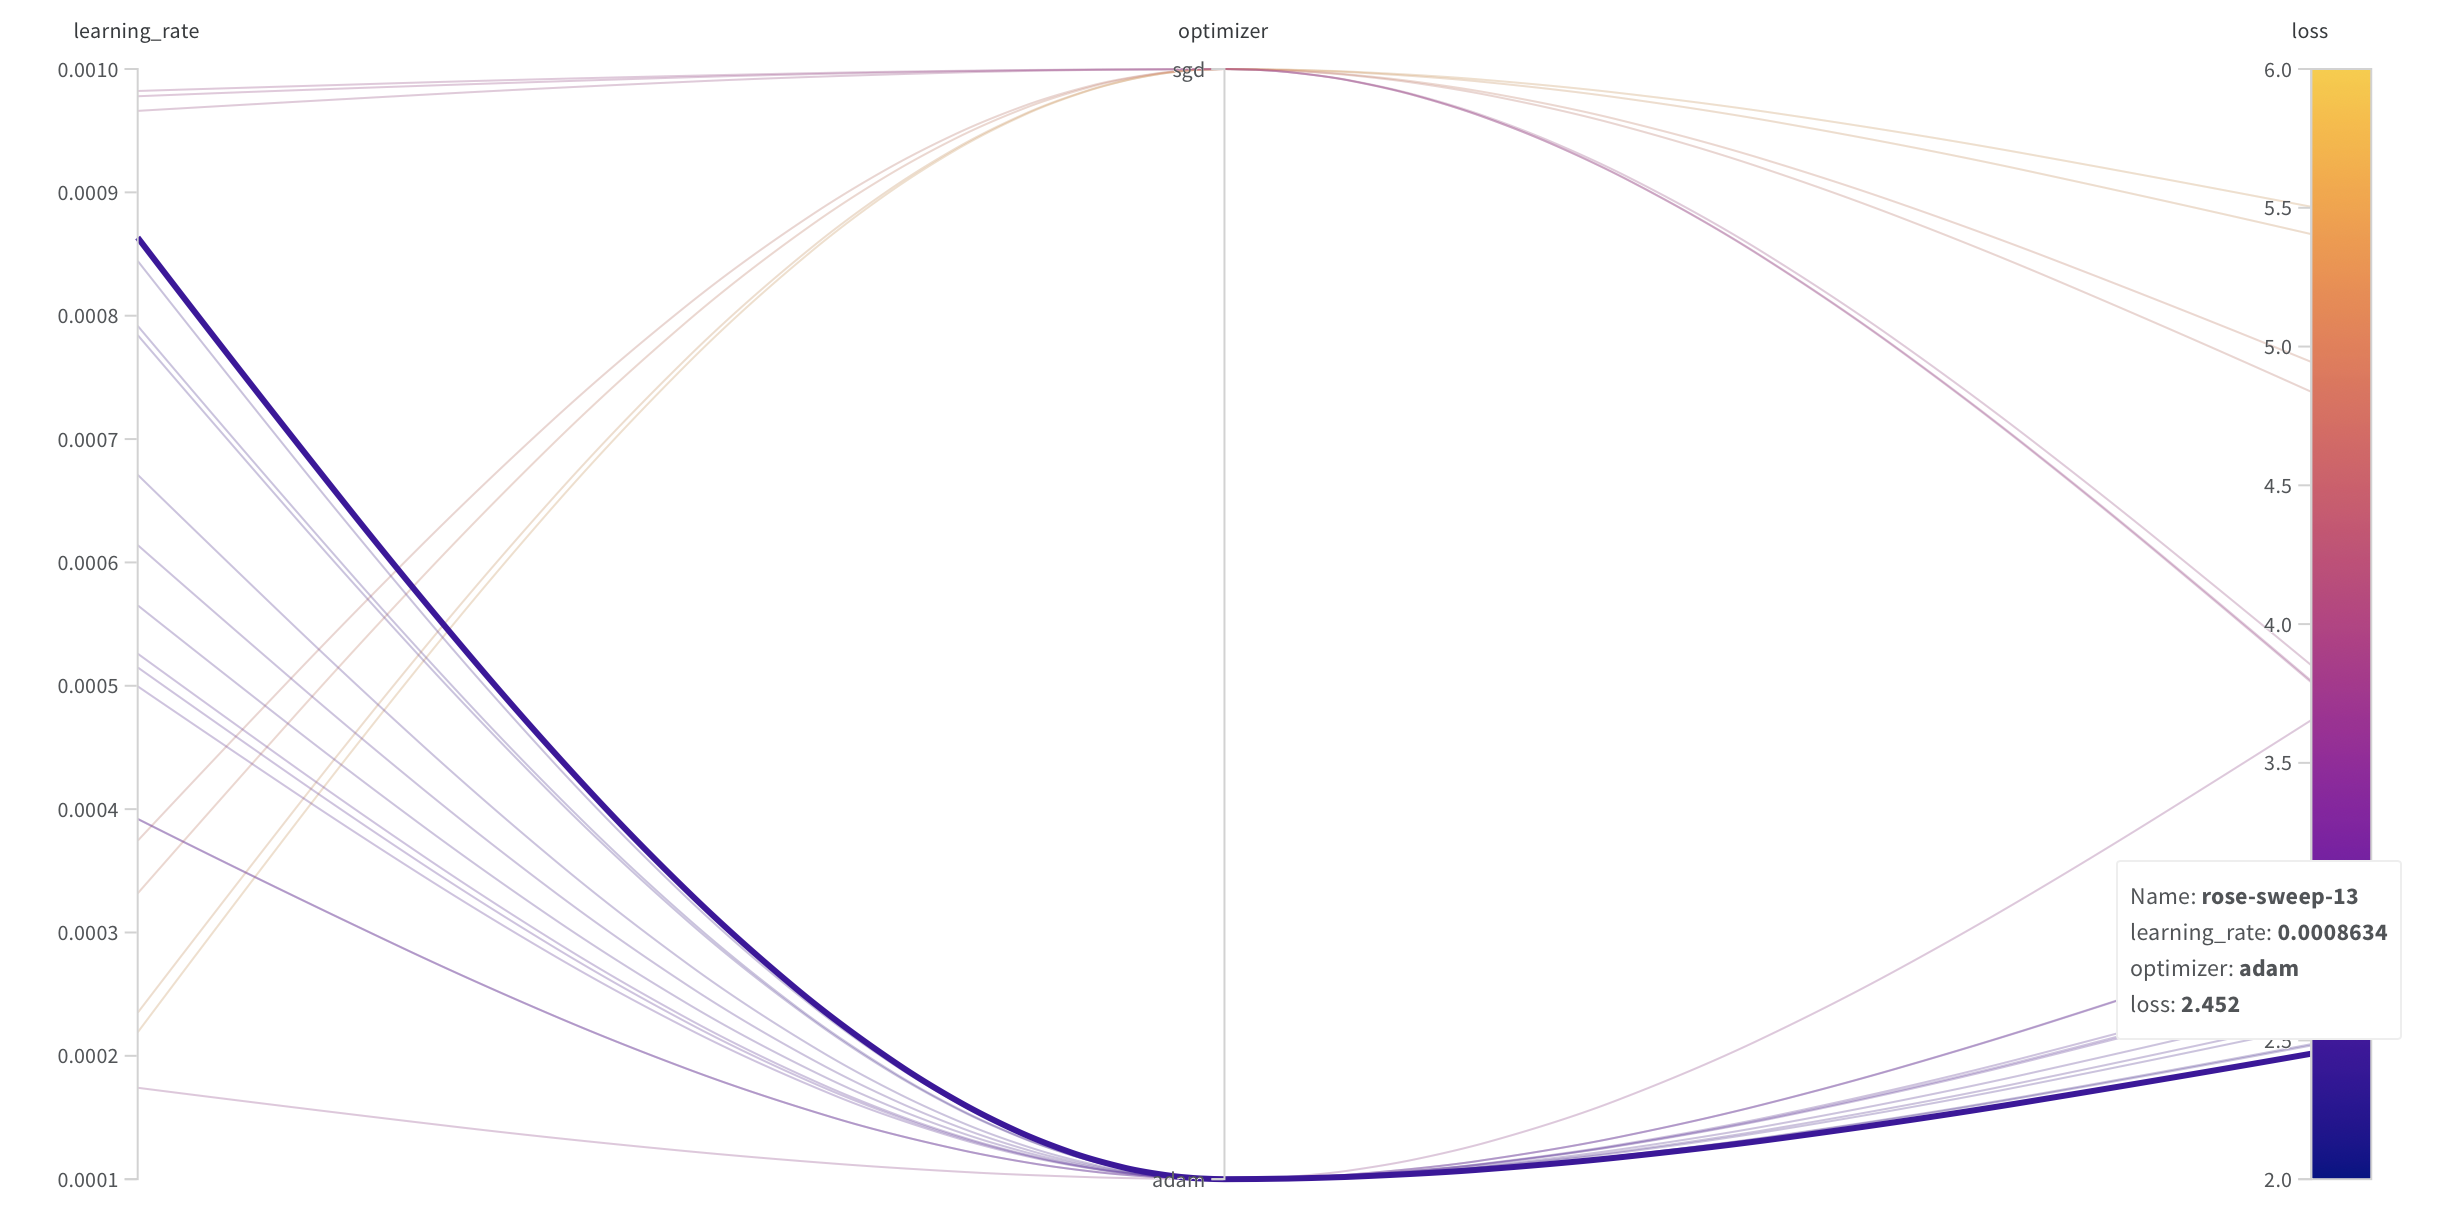 learning_rate
optimizer
loss
0.0010
0.0009
0.0008
0.0007
0.0006
0.0005
0.0004
0.0003
0.0002
0.0001
sgd
adam
6.0
5.5
5.0
4.5
4.0
3.5
2.5
2.0
Name: rose-sweep-13
learning_rate: 0.0008634
optimizer: adam
loss: 2.452